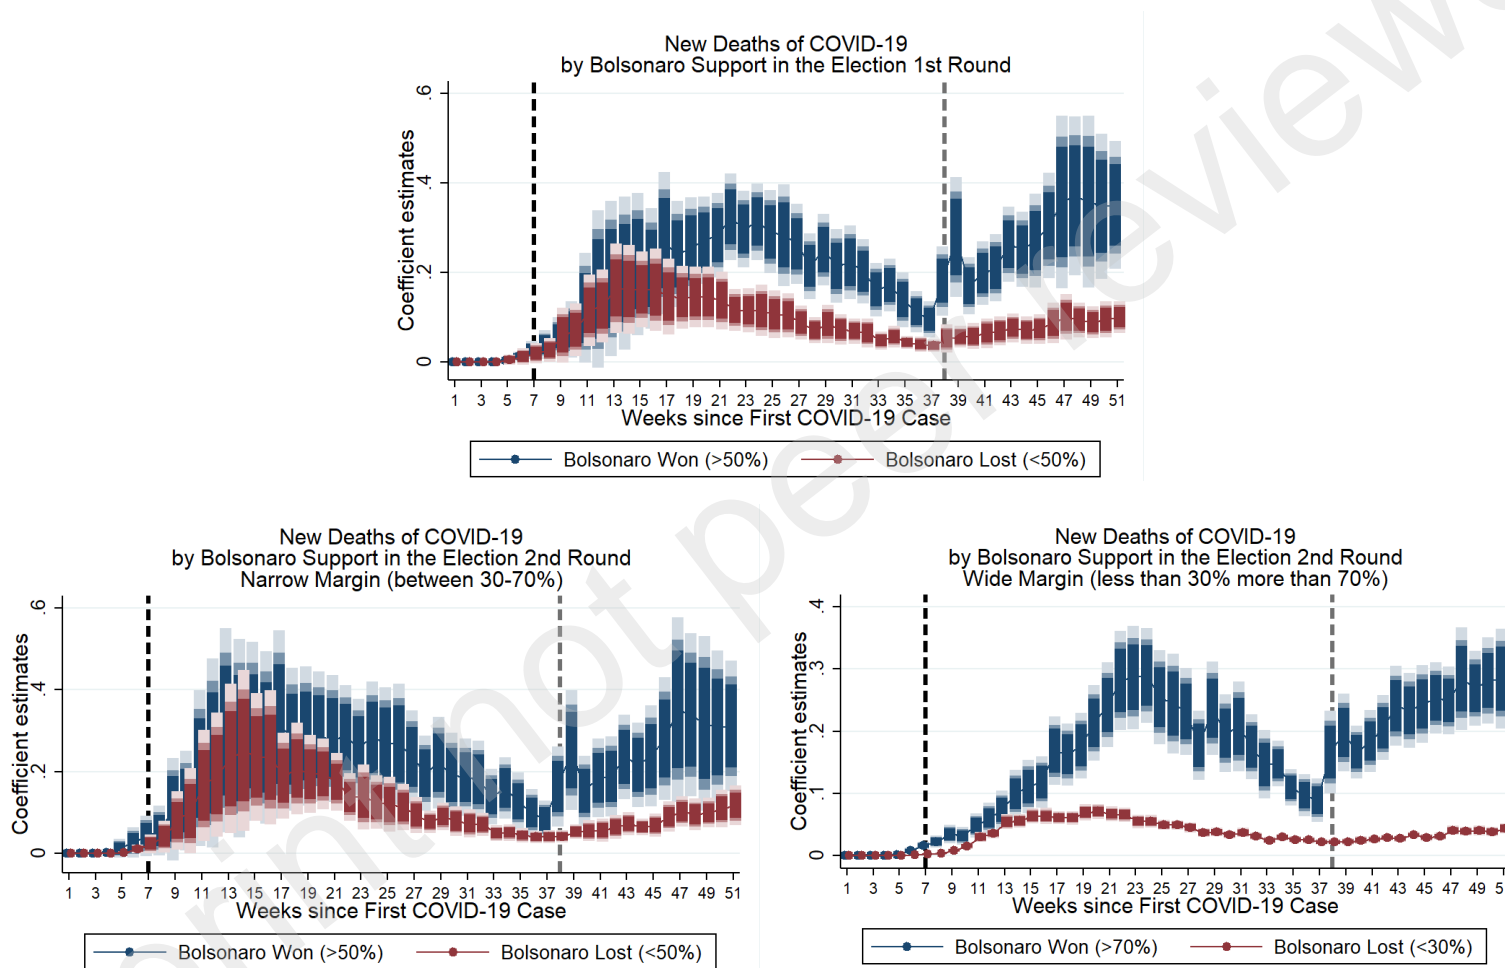 New Deaths of COVID-19
by Bolsonaro Support in the Election 1st Round
Coefficient estimates
.6
.4
.2
0
1 3 5 7 9 11 13 15 17 19 21 23 25 27 29 31 33 35 37 39 41 43 45 47 49 51
Weeks since First COVID-19 Case
Bolsonaro Won (>50%) Bolsonaro Lost (<50%)
New Deaths of COVID-19
by Bolsonaro Support in the Election 2nd Round
Narrow Margin (between 30-70%)
Coefficient estimates
.6
.4
.2
0
1 3 5 7 9 11 13 15 17 19 21 23 25 27 29 31 33 35 37 39 41 43 45 47 49 51
Weeks since First COVID-19 Case
Bolsonaro Won (>50%) Bolsonaro Lost (<50%)
New Deaths of COVID-19
by Bolsonaro Support in the Election 2nd Round
Wide Margin (less than 30% more than 70%)
Coefficient estimates
.4
.3
.2
.1
0
1 3 5 7 9 11 13 15 17 19 21 23 25 27 29 31 33 35 37 39 41 43 45 47 49
Weeks since First COVID-19 Case
Bolsonaro Won (>70%) Bolsonaro Lost (<30%)
not peer review